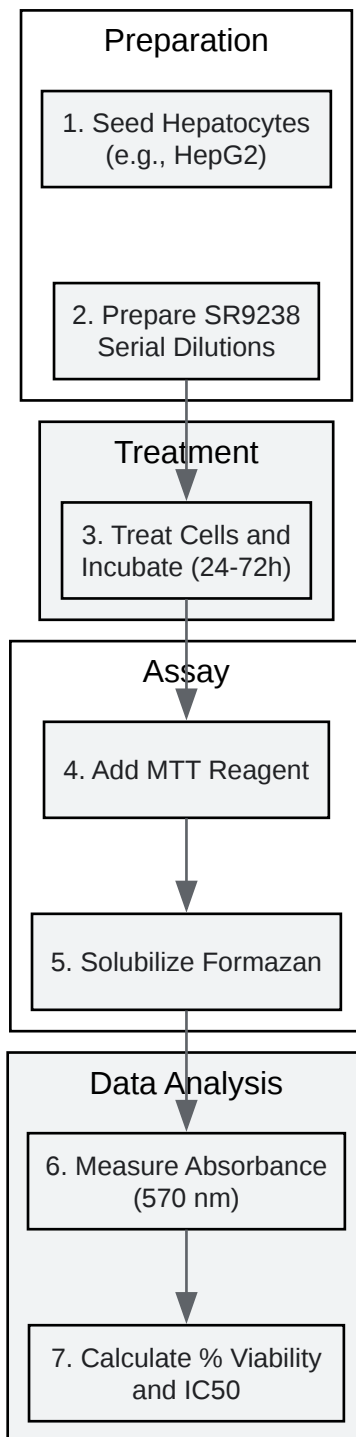 Preparation
1. Seed Hepatocytes
(e.g., HepG2)
2. Prepare SR9238
Serial Dilutions
Treatment
3. Treat Cells and
Incubate (24-72h)
Assay
4. Add MTT Reagent
5. Solubilize Formazan
Data Analysis
6. Measure Absorbance
(570 nm)
7. Calculate % Viability
and IC50